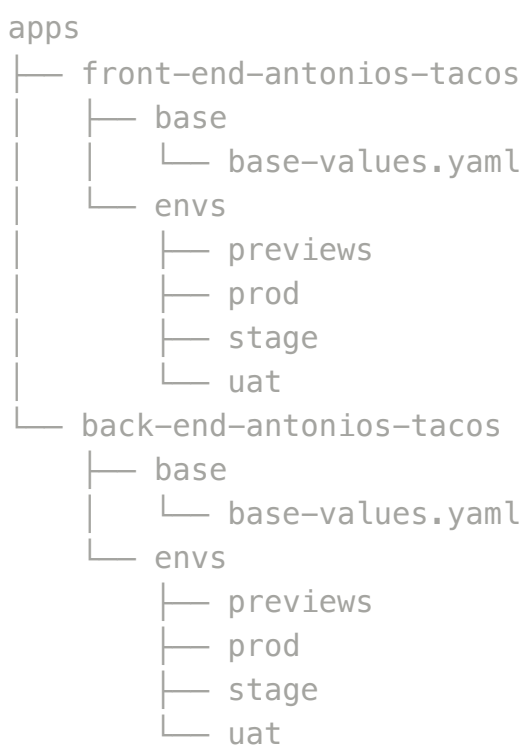 apps
├── front-end-antonios-tacos
│   ├── base
│   │   └── base-values.yaml
│   └── envs
│       ├── previews
│       ├── prod
│       ├── stage
│       └── uat
└── back-end-antonios-tacos
    ├── base
    │   └── base-values.yaml
    └── envs
        ├── previews
        ├── prod
        ├── stage
        └── uat